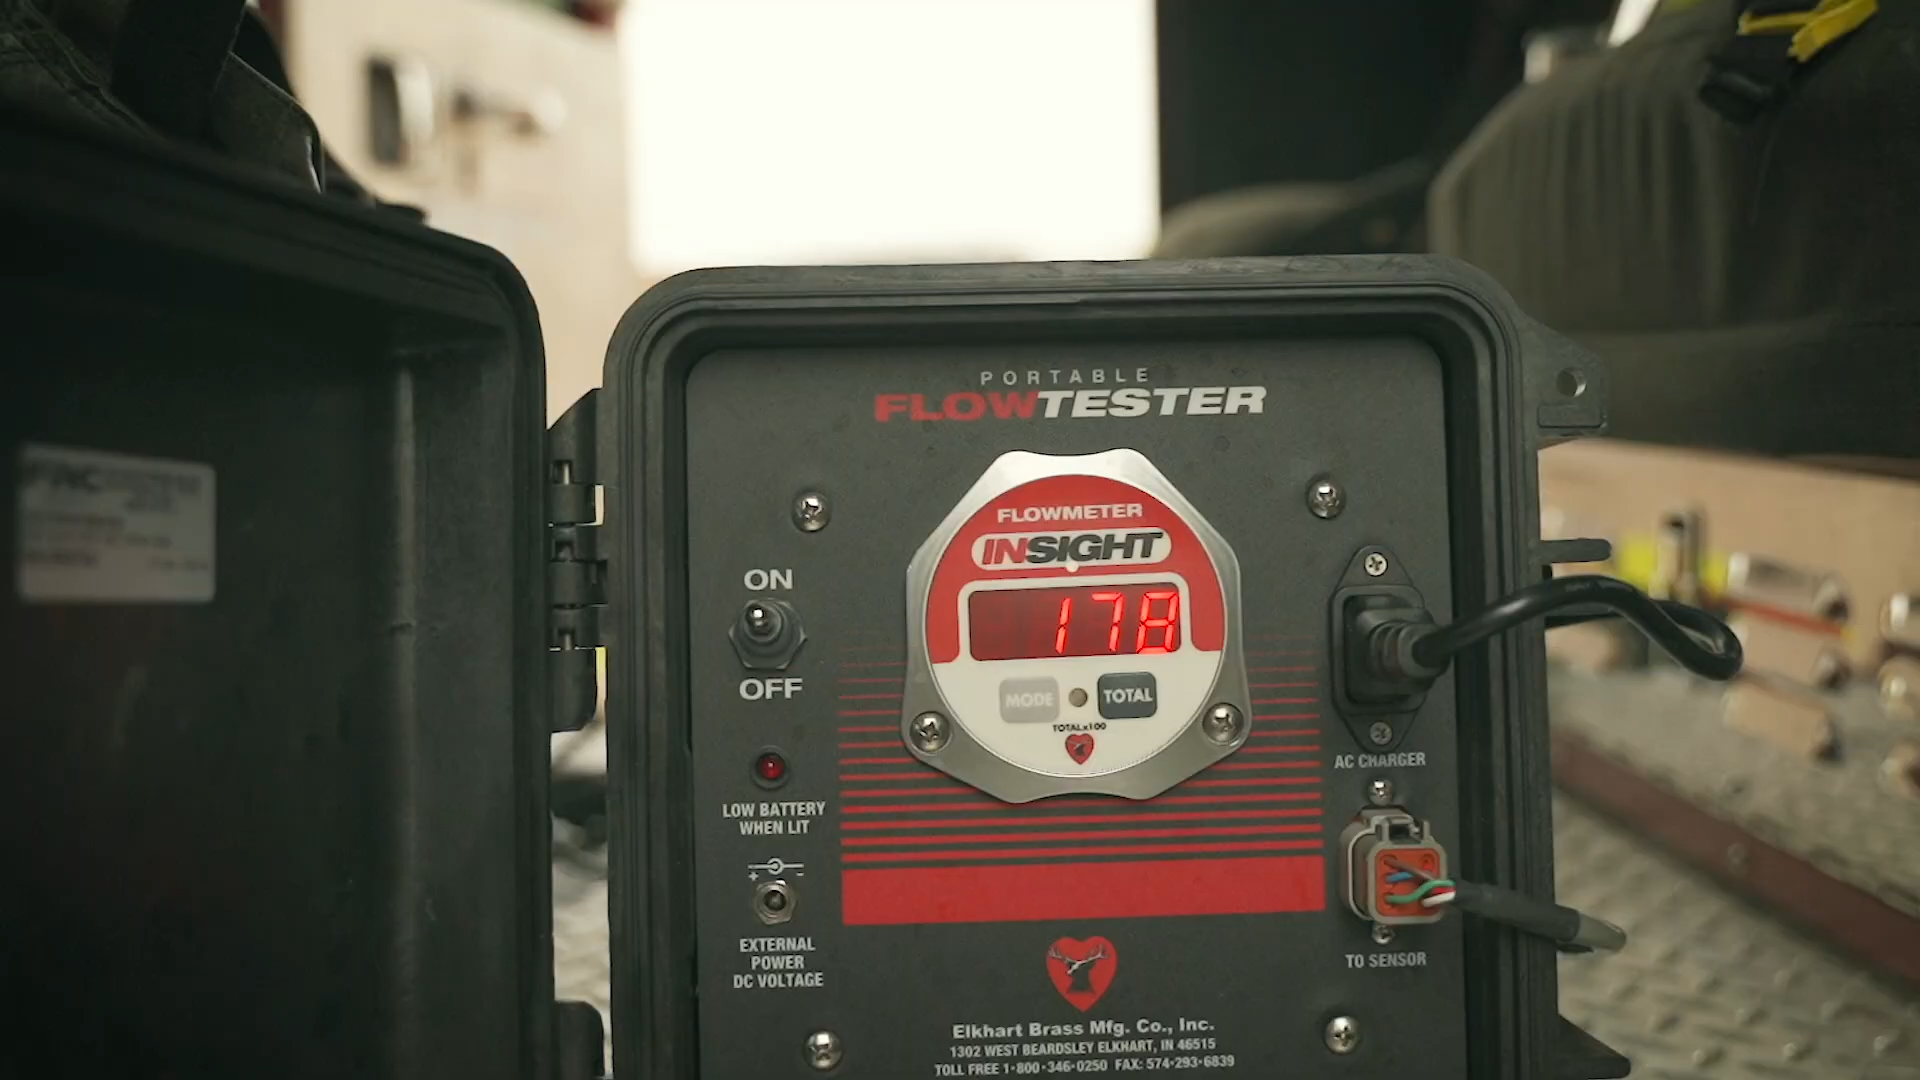 PORTABLE
FLOWTESTER
FLOWMETER
INSIGHT
178
MODE
TOTAL
TOTALx100
ON
OFF
LOW BATTERY
WHEN LIT
+ -
EXTERNAL
POWER
DC VOLTAGE
AC CHARGER
TO SENSOR
Elkhart Brass Mfg. Co., Inc.
1302 WEST BEARDSLEY ELKHART, IN 46515
TOLL FREE 1-800-346-0250 FAX: 574-293-6839